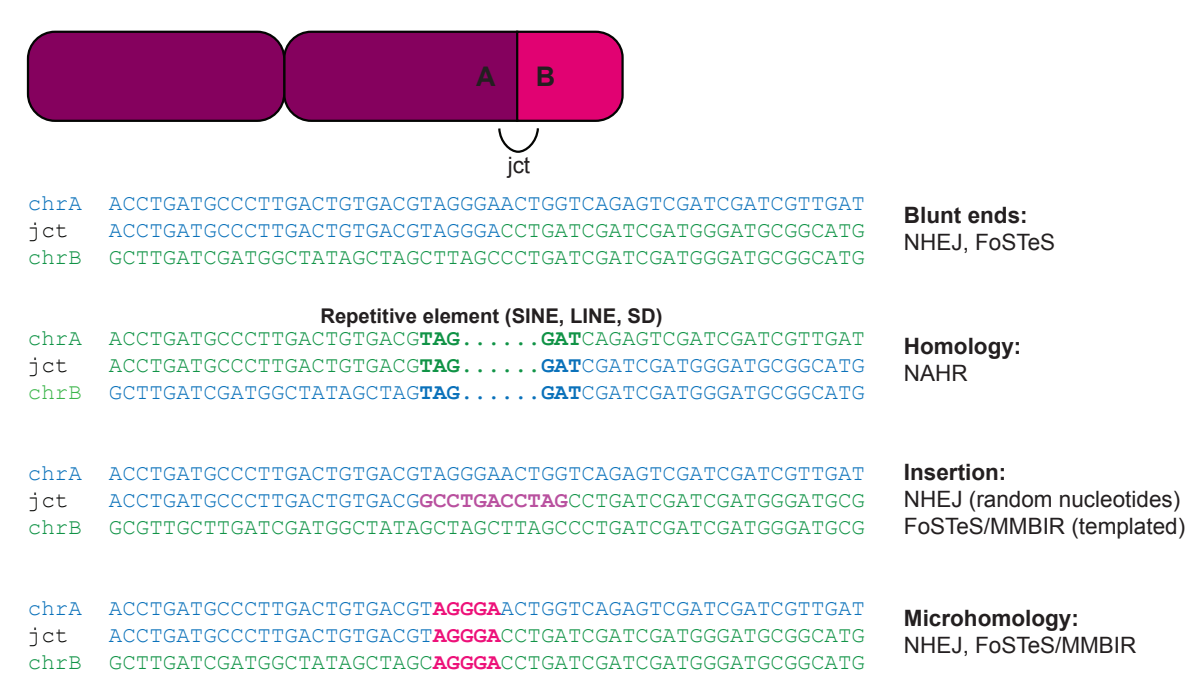 A B
jct
chrA ACCTGATGCCCTTGACTGTGACGTAGGGAACTGGTCAGAGTCGATCGATCGTTGAT
jct ACCTGATGCCCTTGACTGTGACGTAGGGACCTGATCGATCGATGGGATGCGGCATG
chrB GCTTGATCGATGGCTATAGCTAGCTTAGCCCTGATCGATCGATGGGATGCGGCATG
Blunt ends:
NHEJ, FoSTeS
Repetitive element (SINE, LINE, SD)
chrA ACCTGATGCCCTTGACTGTGACGTAG......GATCAGAGTCGATCGATCGTTGAT
jct ACCTGATGCCCTTGACTGTGACGTAG......GATCGATCGATGGGATGCGGCATG
chrB GCTTGATCGATGGCTATAGCTAGTAG......GATCGATCGATGGGATGCGGCATG
Homology:
NAHR
chrA ACCTGATGCCCTTGACTGTGACGTAGGGAACTGGTCAGAGTCGATCGATCGTTGAT
jct ACCTGATGCCCTTGACTGTGACGGCCTGACCTAGCCTGATCGATCGATGGGATGCG
chrB GCGTTGCTTGATCGATGGCTATAGCTAGCTTAGCCCTGATCGATCGATGGGATGCG
Insertion:
NHEJ (random nucleotides)
FoSTeS/MMBIR (templated)
chrA ACCTGATGCCCTTGACTGTGACGTAGGGAACTGGTCAGAGTCGATCGATCGTTGAT
jct ACCTGATGCCCTTGACTGTGACGTAGGGACCTGATCGATCGATGGGATGCGGCATG
chrB GCTTGATCGATGGCTATAGCTAGCAGGGACCTGATCGATCGATGGGATGCGGCATG
Microhomology:
NHEJ, FoSTeS/MMBIR